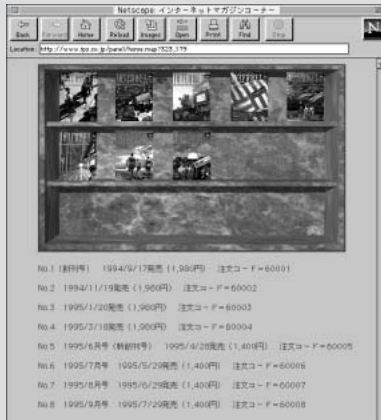 Netscape: インターネットマガジンコーナー
Back Forward Home Reload Images Open Print Find Stop
Location: http://www.ips.co.jp/panel/home.map?323,179
No.1 (創刊号) 1994/9/17発売 (1,980円) 注文コード=60001
No.2 1994/11/19発売 (1,980円) 注文コード=60002
No.3 1995/1/20発売 (1,980円) 注文コード=60003
No.4 1995/3/18発売 (1,980円) 注文コード=60004
No.5 1995/6月号 (新創刊号) 1995/4/28発売 (1,400円) 注文コード=60005
No.6 1995/7月号 1995/5/29発売 (1,400円) 注文コード=60006
No.7 1995/8月号 1995/6/29発売 (1,400円) 注文コード=60007
No.8 1995/9月号 1995/7/29発売 (1,400円) 注文コード=60008